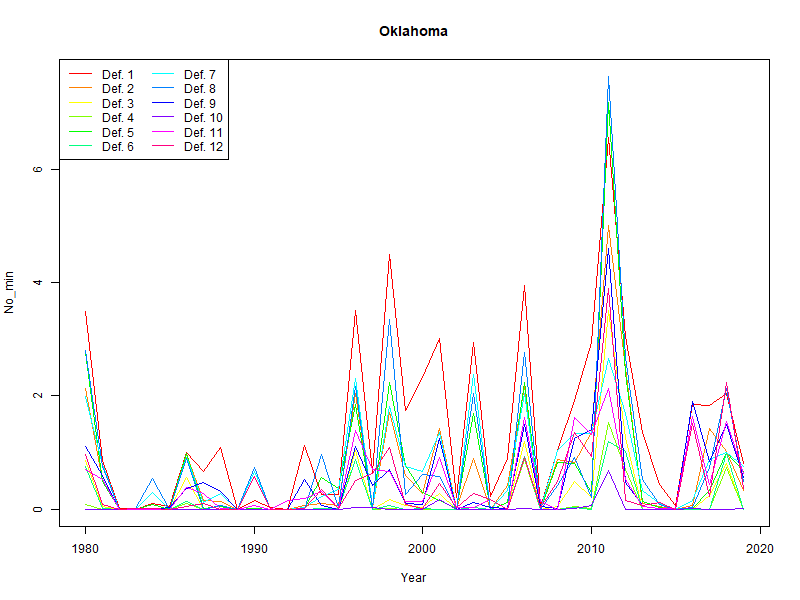 Oklahoma
Def. 1 Def. 7
Def. 2 Def. 8
Def. 3 Def. 9
Def. 4 Def. 10
Def. 5 Def. 11
Def. 6 Def. 12
6
4
2
0
No_min
1980 1990 2000 2010 2020
Year